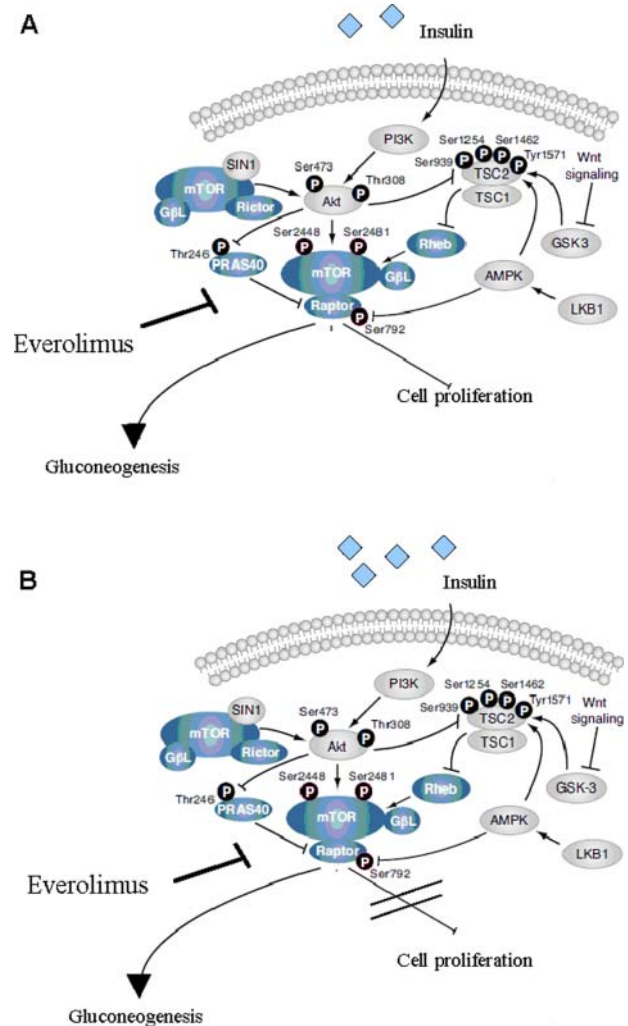 A
Insulin
PI3K
Ser1254
Ser1462
Ser939
Tyr1571
P P P P
TSC2
TSC1
Wnt
signaling
SIN1
mTOR
GβL
Rictor
Ser473
P
Akt
P
Thr308
Thr246
P
PRAS40
Ser2448
Ser2481
P P
mTOR
GβL
Rheb
GSK3
AMPK
LKB1
Raptor
P
Ser792
Everolimus
Cell proliferation
Gluconeogenesis
B
Insulin
PI3K
Ser1254
Ser1462
Ser939
Tyr1571
P P P P
TSC2
TSC1
Wnt
signaling
SIN1
mTOR
GβL
Rictor
Ser473
P
Akt
P
Thr308
Thr246
P
PRAS40
Ser2448
Ser2481
P P
mTOR
GβL
Rheb
GSK-3
AMPK
LKB1
Raptor
P
Ser792
Everolimus
Cell proliferation
Gluconeogenesis